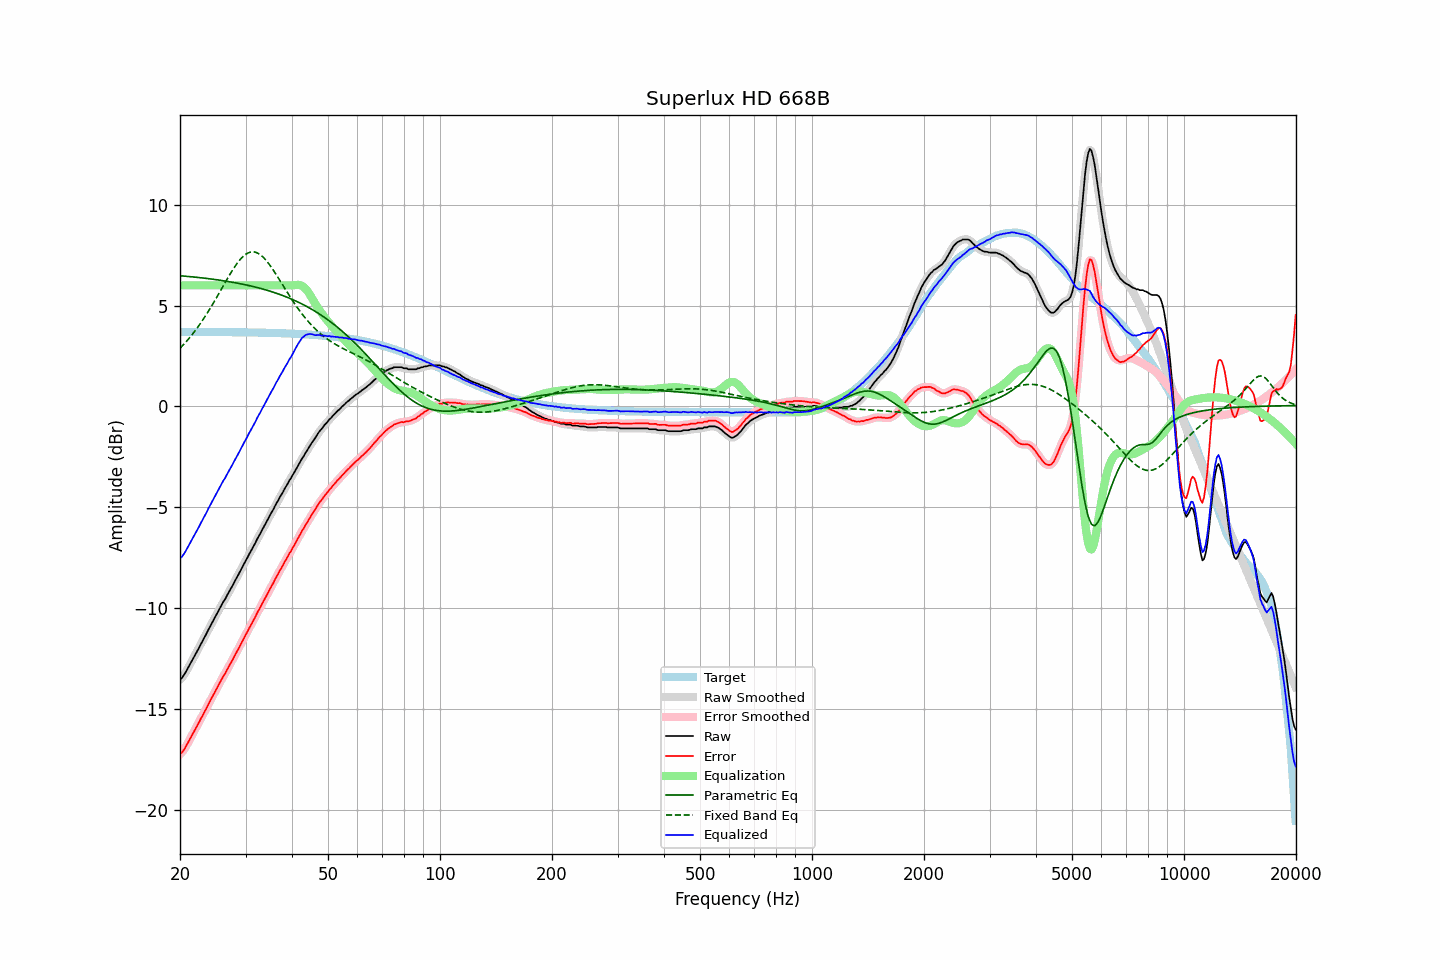 Superlux HD 668B
Amplitude (dBr)
10
5
0
−5
−10
−15
−20
Target
Raw Smoothed
Error Smoothed
Raw
Error
Equalization
Parametric Eq
Fixed Band Eq
Equalized
20 50 100 200 500 1000 2000 5000 10000 20000
Frequency (Hz)